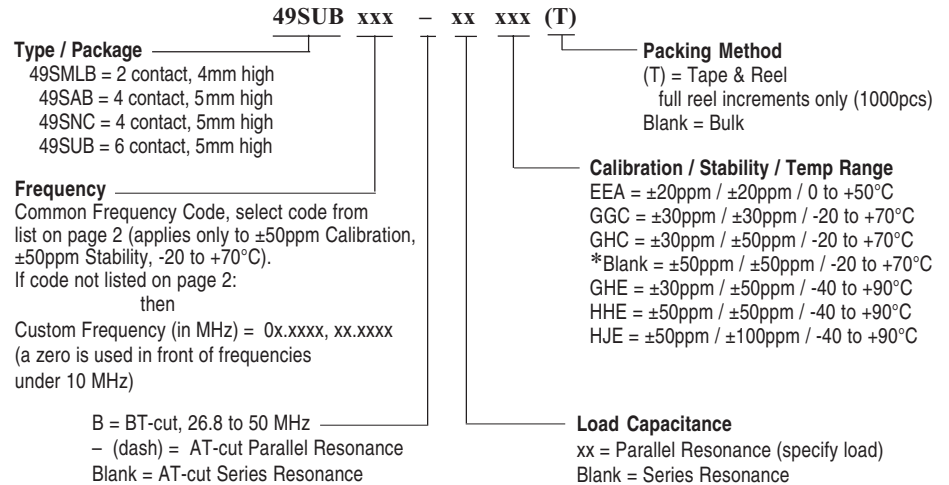 49SUB xxx – xx xxx (T)
Type / Package
49SMLB = 2 contact, 4mm high
49SAB = 4 contact, 5mm high
49SNC = 4 contact, 5mm high
49SUB = 6 contact, 5mm high
Frequency
Common Frequency Code, select code from
list on page 2 (applies only to ±50ppm Calibration,
±50ppm Stability, -20 to +70°C).
If code not listed on page 2:
then
Custom Frequency (in MHz) = 0x.xxxx, xx.xxxx
(a zero is used in front of frequencies
under 10 MHz)
B = BT-cut, 26.8 to 50 MHz
– (dash) = AT-cut Parallel Resonance
Blank = AT-cut Series Resonance
Packing Method
(T) = Tape & Reel
full reel increments only (1000pcs)
Blank = Bulk
Calibration / Stability / Temp Range
EEA = ±20ppm / ±20ppm / 0 to +50°C
GGC = ±30ppm / ±30ppm / -20 to +70°C
GHC = ±30ppm / ±50ppm / -20 to +70°C
*Blank = ±50ppm / ±50ppm / -20 to +70°C
GHE = ±30ppm / ±50ppm / -40 to +90°C
HHE = ±50ppm / ±50ppm / -40 to +90°C
HJE = ±50ppm / ±100ppm / -40 to +90°C
Load Capacitance
xx = Parallel Resonance (specify load)
Blank = Series Resonance